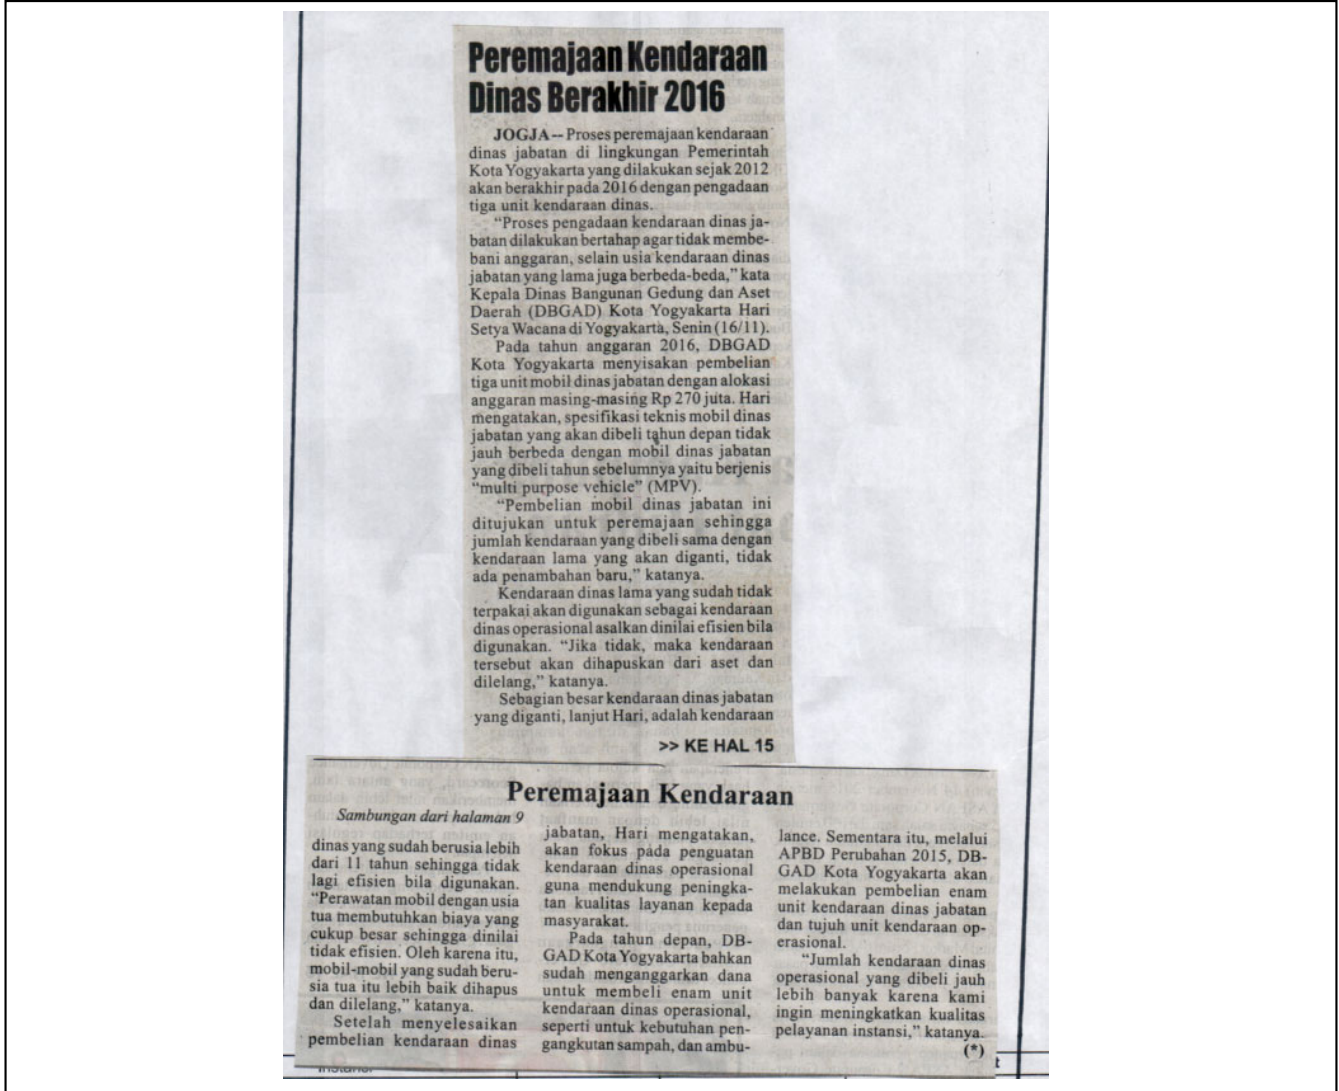 Peremajaan Kendaraan
Dinas Berakhir 2016
JOGJA -- Proses peremajaan kendaraan
dinas jabatan di lingkungan Pemerintah
Kota Yogyakarta yang dilakukan sejak 2012
akan berakhir pada 2016 dengan pengadaan
tiga unit kendaraan dinas.
“Proses pengadaan kendaraan dinas ja-
batan dilakukan bertahap agar tidak membe-
bani anggaran, selain usia kendaraan dinas
jabatan yang lama juga berbeda-beda,” kata
Kepala Dinas Bangunan Gedung dan Aset
Daerah (DBGAD) Kota Yogyakarta Hari
Setya Wacana di Yogyakarta, Senin (16/11).
Pada tahun anggaran 2016, DBGAD
Kota Yogyakarta menyisakan pembelian
tiga unit mobil dinas jabatan dengan alokasi
anggaran masing-masing Rp 270 juta. Hari
mengatakan, spesifikasi teknis mobil dinas
jabatan yang akan dibeli tahun depan tidak
jauh berbeda dengan mobil dinas jabatan
yang dibeli tahun sebelumnya yaitu berjenis
“multi purpose vehicle” (MPV).
“Pembelian mobil dinas jabatan ini
ditujukan untuk peremajaan sehingga
jumlah kendaraan yang dibeli sama dengan
kendaraan lama yang akan diganti, tidak
ada penambahan baru,” katanya.
Kendaraan dinas lama yang sudah tidak
terpakai akan digunakan sebagai kendaraan
dinas operasional asalkan dinilai efisien bila
digunakan. “Jika tidak, maka kendaraan
tersebut akan dihapuskan dari aset dan
dilelang,” katanya.
Sebagian besar kendaraan dinas jabatan
yang diganti, lanjut Hari, adalah kendaraan
>> KE HAL 15
Peremajaan Kendaraan
Sambungan dari halaman 9
dinas yang sudah berusia lebih
dari 11 tahun sehingga tidak
lagi efisien bila digunakan.
“Perawatan mobil dengan usia
tua membutuhkan biaya yang
cukup besar sehingga dinilai
tidak efisien. Oleh karena itu,
mobil-mobil yang sudah beru-
sia tua itu lebih baik dihapus
dan dilelang,” katanya.
Setelah menyelesaikan
pembelian kendaraan dinas
jabatan, Hari mengatakan,
akan fokus pada penguatan
kendaraan dinas operasional
guna mendukung peningka-
tan kualitas layanan kepada
masyarakat.
Pada tahun depan, DB-
GAD Kota Yogyakarta bahkan
sudah menganggarkan dana
untuk membeli enam unit
kendaraan dinas operasional,
seperti untuk kebutuhan pen-
gangkutan sampah, dan ambu-
lance. Sementara itu, melalui
APBD Perubahan 2015, DB-
GAD Kota Yogyakarta akan
melakukan pembelian enam
unit kendaraan dinas jabatan
dan tujuh unit kendaraan op-
erasional.
“Jumlah kendaraan dinas
operasional yang dibeli jauh
lebih banyak karena kami
ingin meningkatkan kualitas
pelayanan instansi,” katanya.
(*)